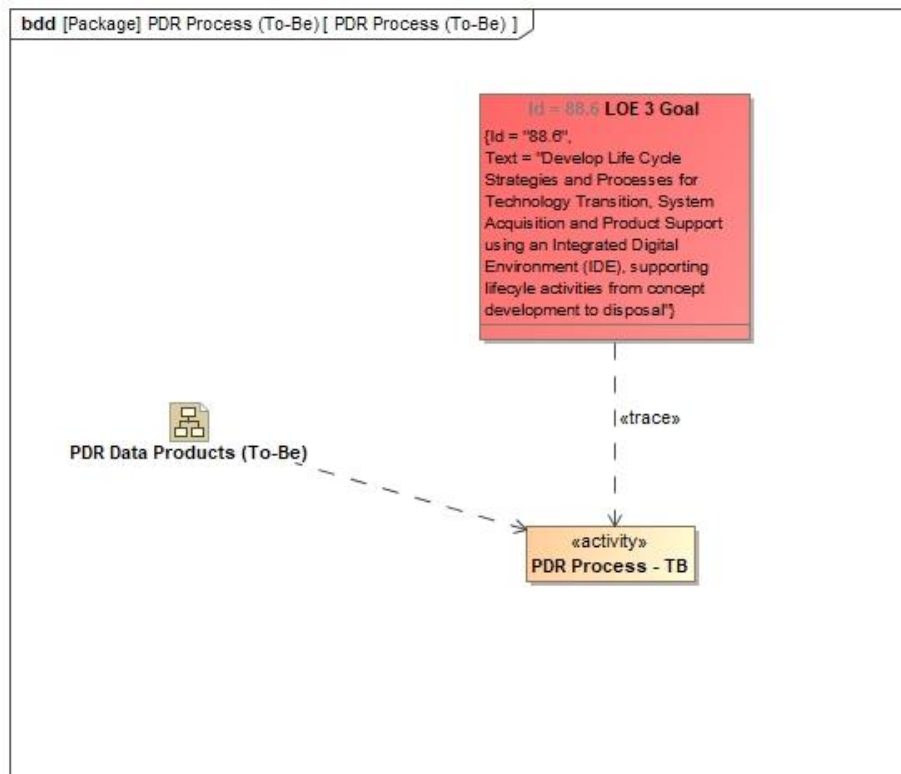 bdd [Package] PDR Process (To-Be) [ PDR Process (To-Be) ]
Id = 88.6 LOE 3 Goal
{Id = "88.6",
Text = "Develop Life Cycle
Strategies and Processes for
Technology Transition, System
Acquisition and Product Support
using an Integrated Digital
Environment (IDE), supporting
lifecyle activities from concept
development to disposal"}
«trace»
PDR Data Products (To-Be)
«activity»
PDR Process - TB